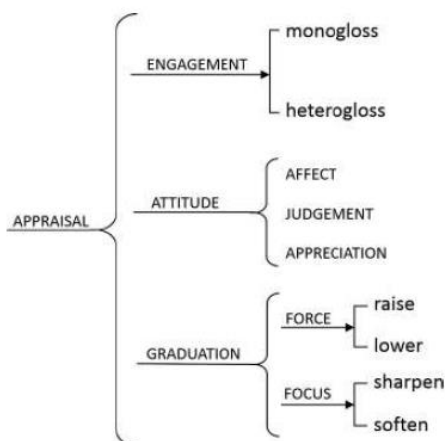 monogloss
ENGAGEMENT
heterogloss
AFFECT
ATTITUDE
JUDGEMENT
APPRAISAL
APPRECIATION
raise
FORCE
lower
GRADUATION
sharpen
FOCUS
soften